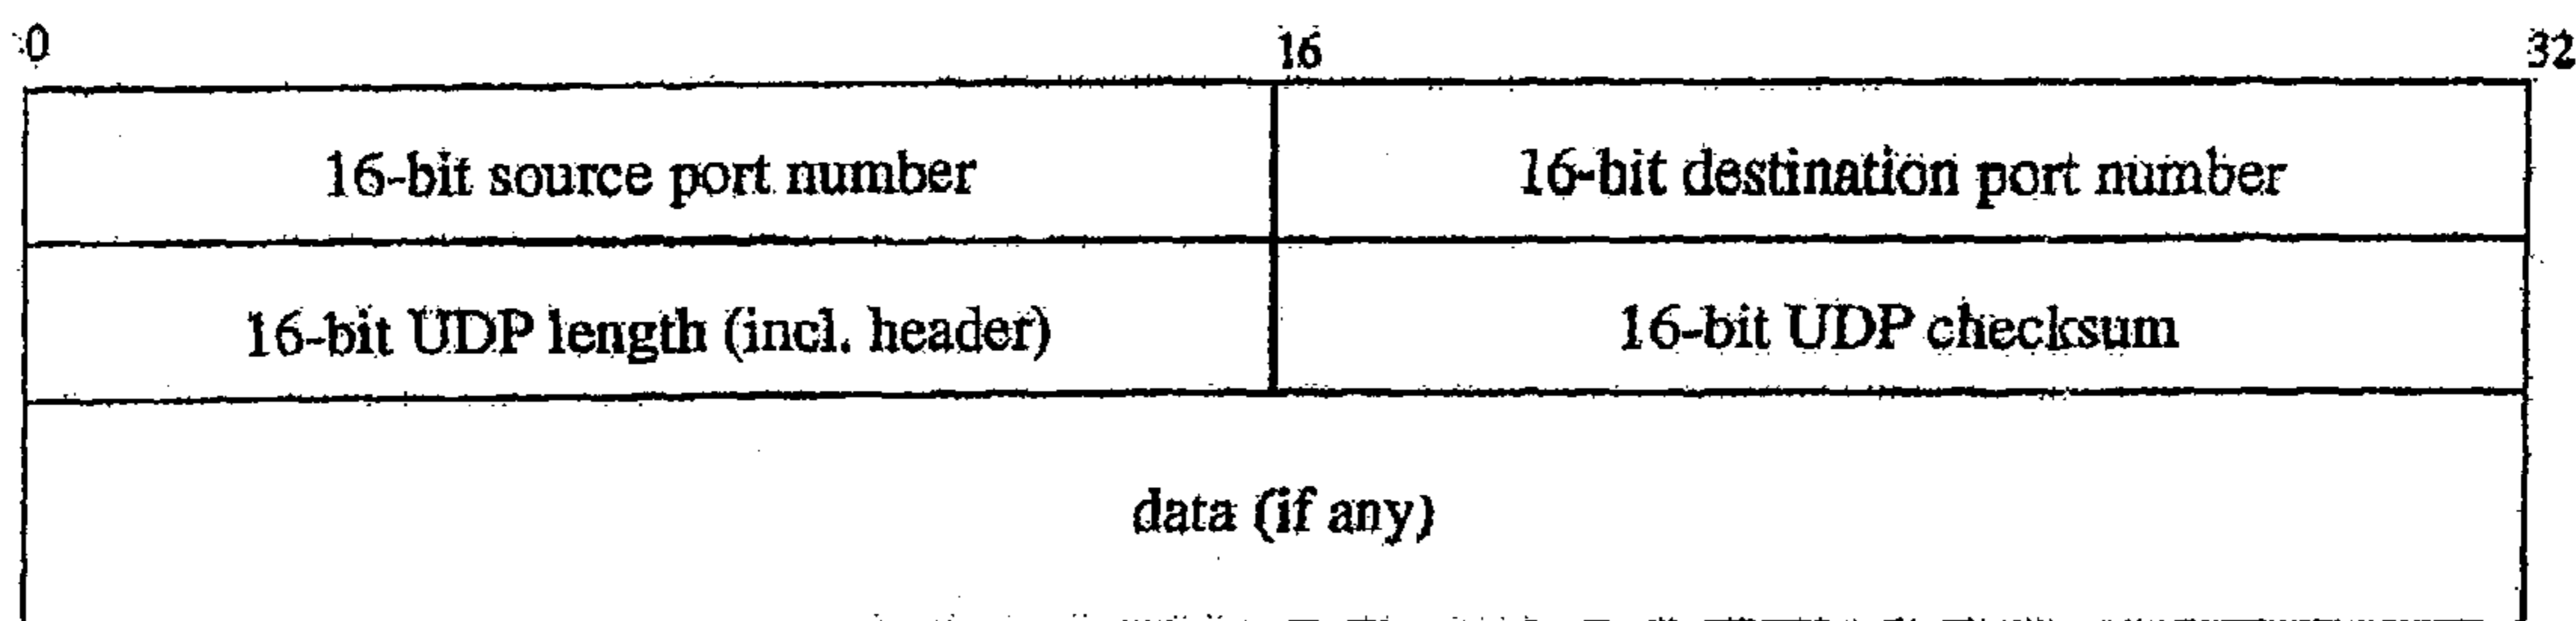 0 16 32
16-bit source port number 16-bit destination port number
16-bit UDP length (incl. header) 16-bit UDP checksum
data (if any)